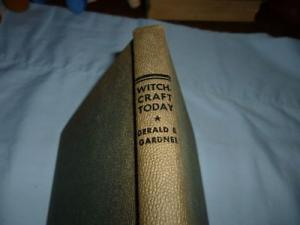 WITCH-
CRAFT
TODAY
★
GERALD B
GARDNER